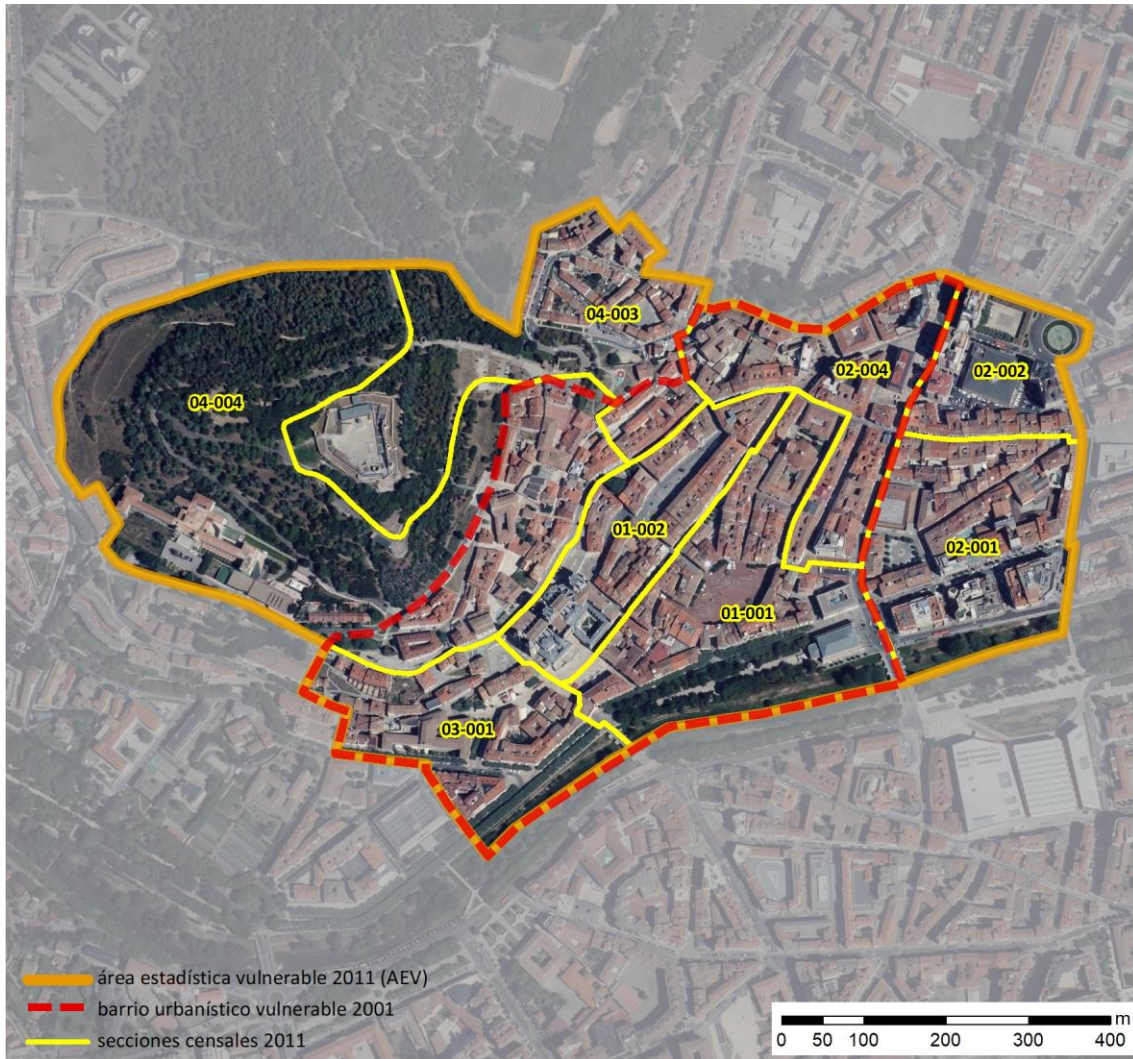 04-003
02-004
02-002
04-004
01-002
02-001
01-001
03-001
área estadística vulnerable 2011 (AEV)
barrio urbanístico vulnerable 2001
secciones censales 2011
m
0 50 100 200 300 400